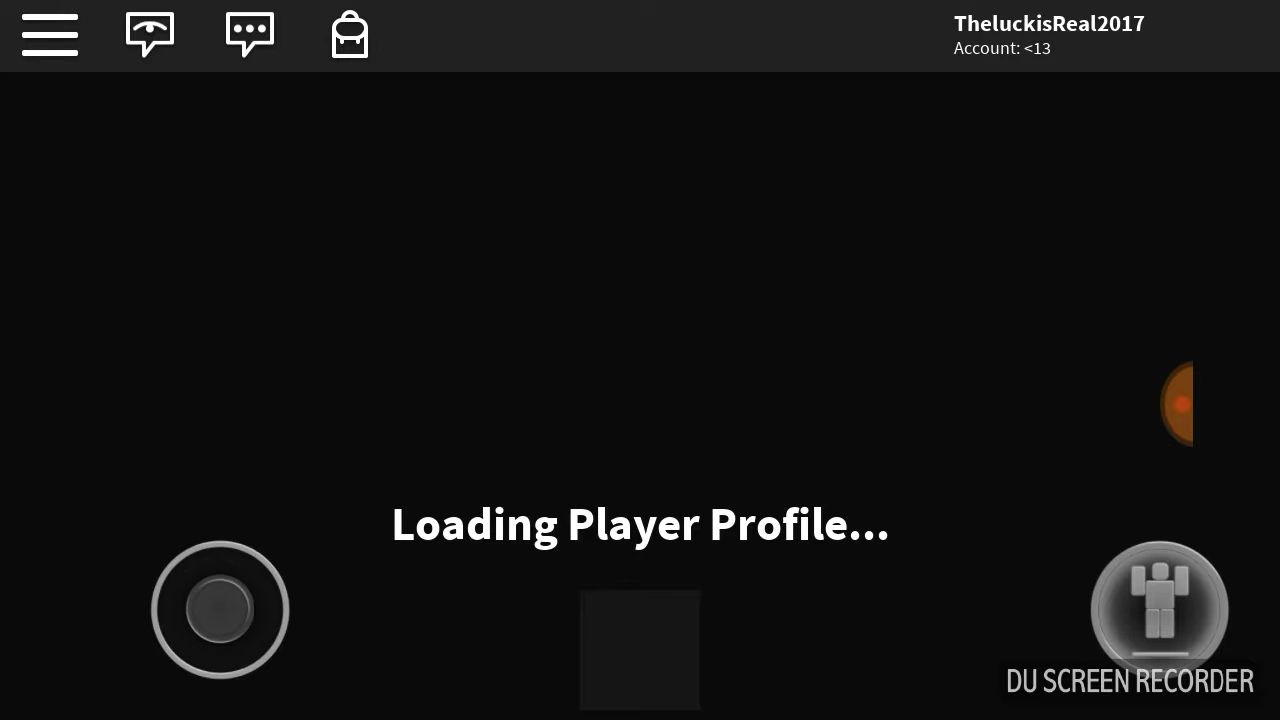 TheluckisReal2017
Account: <13
Loading Player Profile...
DU SCREEN RECORDER